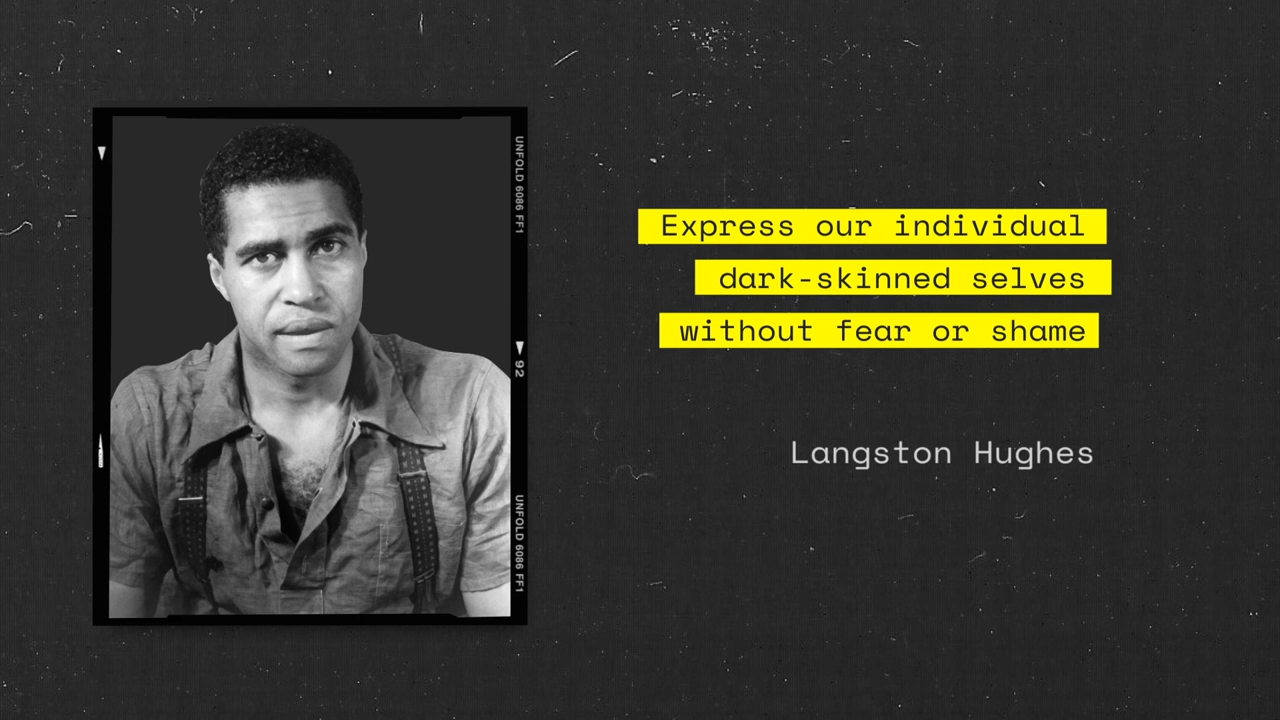 Express our individual
dark-skinned selves
without fear or shame
Langston Hughes
UNFOLD 6086 FF1
92
UNFOLD 6086 FF1